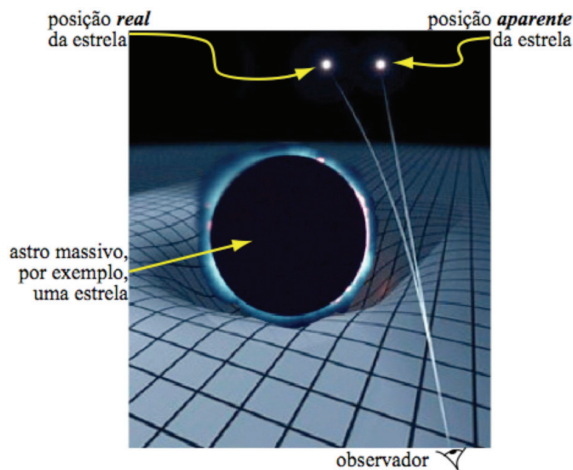 posição real
da estrela
posição aparente
da estrela
astro massivo,
por exemplo,
uma estrela
observador